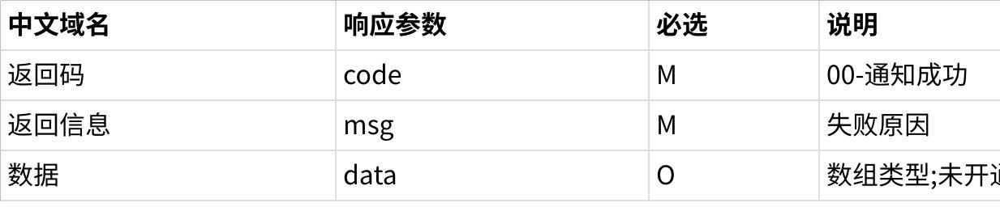 中文域名 响应参数 必选 说明
返回码 code M 00-通知成功
返回信息 msg M 失败原因
数据 data O 数组类型;未开